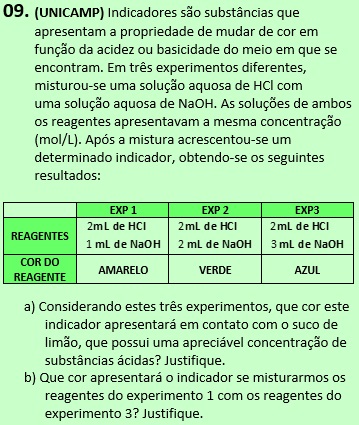 09. (UNICAMP) Indicadores são substâncias que
apresentam a propriedade de mudar de cor em
função da acidez ou basicidade do meio em que se
encontram. Em três experimentos diferentes,
misturou-se uma solução aquosa de HCl com
uma solução aquosa de NaOH. As soluções de ambos
os reagentes apresentavam a mesma concentração
(mol/L). Após a mistura acrescentou-se um
determinado indicador, obtendo-se os seguintes
resultados:
EXP 1 EXP 2 EXP3
REAGENTES
2mL de HCl 2mL de HCl 2mL de HCl
1 mL de NaOH 2 mL de NaOH 3 mL de NaOH
COR DO
REAGENTE
AMARELO VERDE AZUL
a) Considerando estes três experimentos, que cor este
indicador apresentará em contato com o suco de
limão, que possui uma apreciável concentração de
substâncias ácidas? Justifique.
b) Que cor apresentará o indicador se misturarmos os
reagentes do experimento 1 com os reagentes do
experimento 3? Justifique.